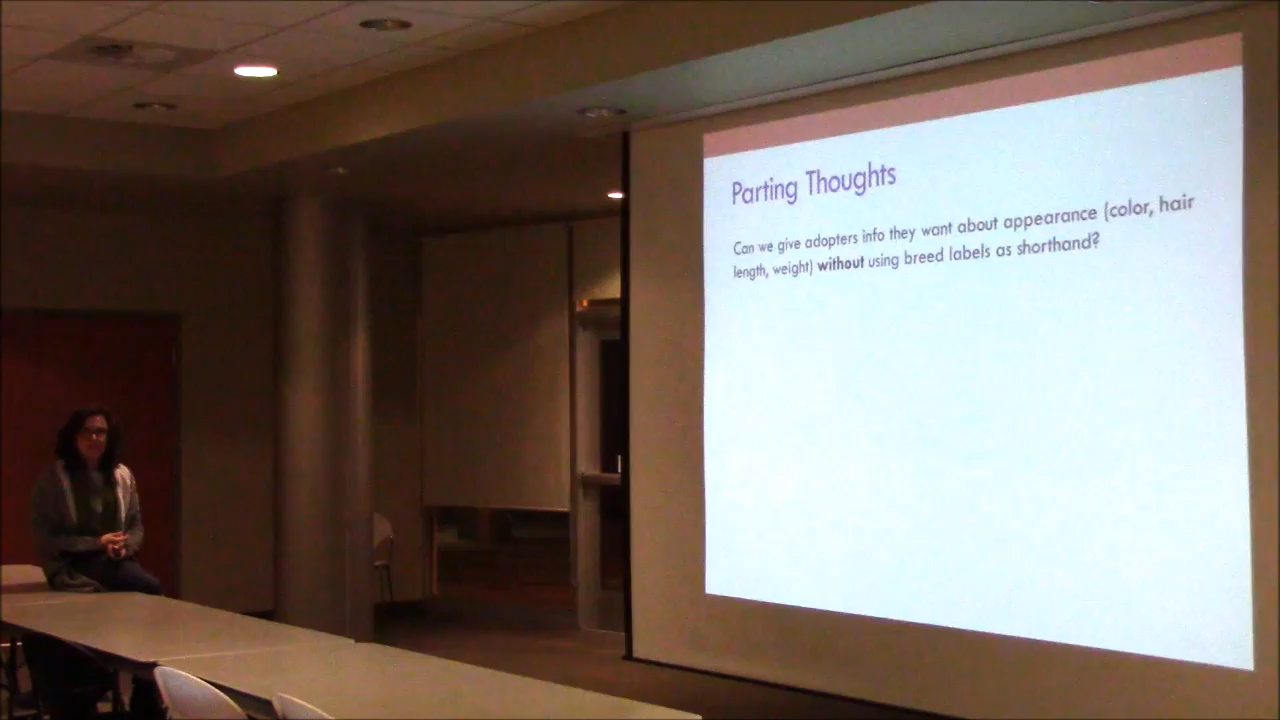 Parting Thoughts
Can we give adopters info they want about appearance (color, hair
length, weight) without using breed labels as shorthand?